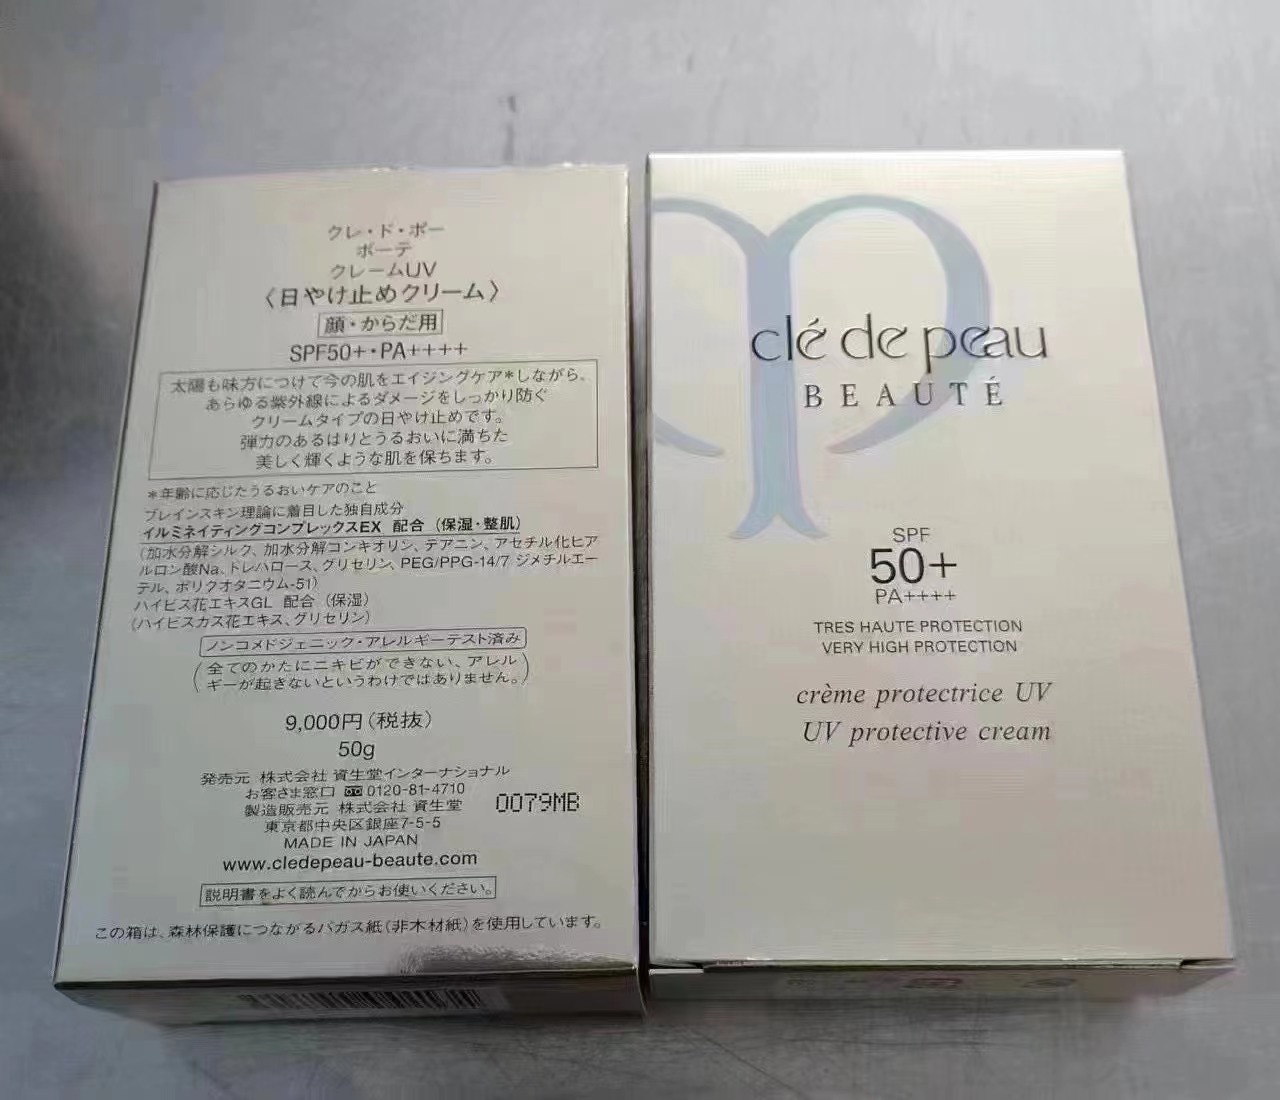 クレ・ド・ポー
ボーテ
クレームUV
〈日やけ止めクリーム〉
顔・からだ用
SPF50+・PA++++
太陽も味方につけて今の肌をエイジングケア*しながら、
あらゆる紫外線によるダメージをしっかり防ぐ
クリームタイプの日やけ止めです。
弾力のあるはりとうるおいに満ちた
美しく輝くような肌を保ちます。
*年齢に応じたうるおいケアのこと
ブレインスキン理論に着目した独自成分
イルミネイティングコンプレックスEX 配合（保湿・整肌）
（加水分解シルク、加水分解コンキオリン、テアニン、アセチル化ヒア
ルロン酸Na、トレハロース、グリセリン、PEG/PPG-14/7 ジメチルエー
テル、ポリクオタニウム-51）
ハイビス花エキスGL 配合（保湿）
（ハイビスカス花エキス、グリセリン）
ノンコメドジェニック・アレルギーテスト済み
（全てのかたにニキビができない、アレル
ギーが起きないというわけではありません。）
9,000円（税抜）
50g
発売元 株式会社 資生堂インターナショナル
お客さま窓口 0120-81-4710
製造販売元 株式会社 資生堂
0079MB
東京都中央区銀座7-5-5
MADE IN JAPAN
www.cledepeau-beaute.com
説明書をよく読んでからお使いください。
この箱は、森林保護につながるバガス紙（非木材紙）を使用しています。
clé de peau
BEAUTÉ
SPF
50+
PA++++
TRES HAUTE PROTECTION
VERY HIGH PROTECTION
crème protectrice UV
UV protective cream